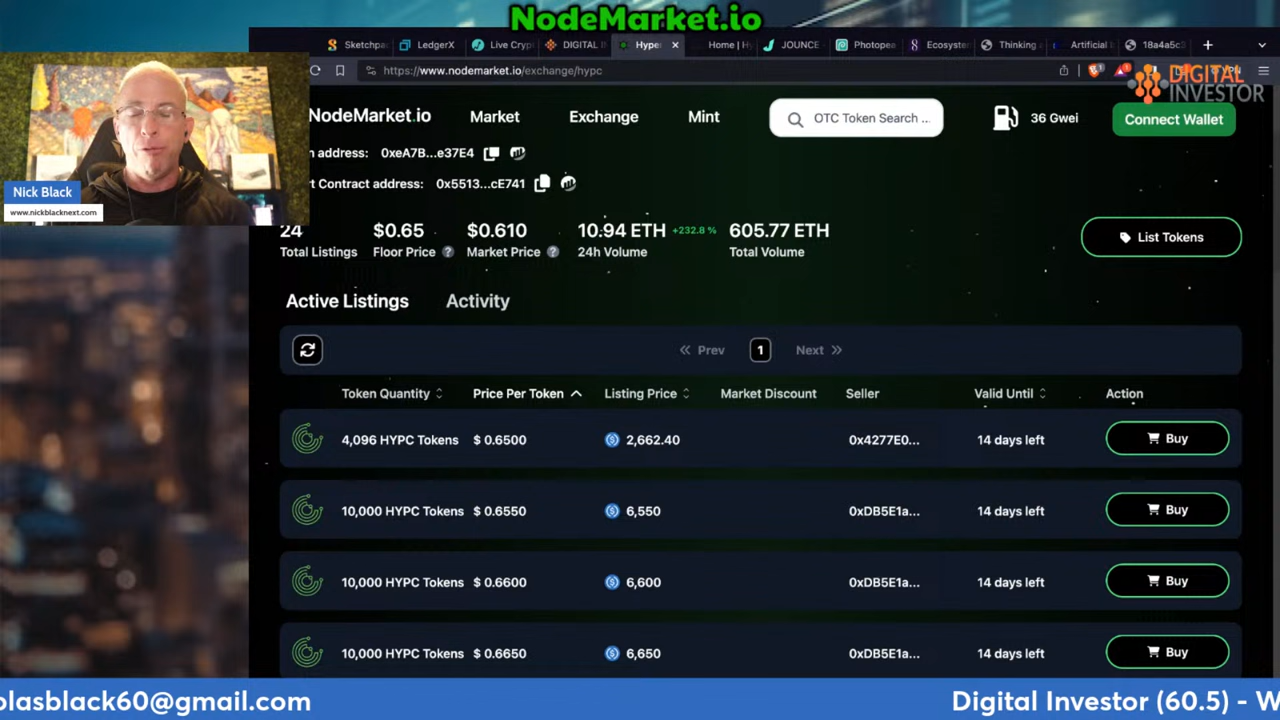 NodeMarket.io
Sketchpa LedgerX Live Cryp DIGITAL I Hype Home | H JOUNCE Photopea Ecosyste Thinking Artificial I 18a4a5c
https://www.nodemarket.io/exchange/hypc
DIGITAL
INVESTOR
NodeMarket.io Market Exchange Mint OTC Token Search ... 36 Gwei Connect Wallet
n address: 0xeA7B...e37E4
rt Contract address: 0x5513...cE741
Nick Black
www.nickblacknext.com
24 $0.65 $0.610 10.94 ETH +232.8 % 605.77 ETH
Total Listings Floor Price ? Market Price ? 24h Volume Total Volume
List Tokens
Active Listings Activity
Prev 1 Next
Token Quantity Price Per Token Listing Price Market Discount Seller Valid Until Action
4,096 HYPC Tokens $ 0.6500 2,662.40 0x4277E0... 14 days left Buy
10,000 HYPC Tokens $ 0.6550 6,550 0xDB5E1a... 14 days left Buy
10,000 HYPC Tokens $ 0.6600 6,600 0xDB5E1a... 14 days left Buy
10,000 HYPC Tokens $ 0.6650 6,650 0xDB5E1a... 14 days left Buy
olasblack60@gmail.com Digital Investor (60.5) - W